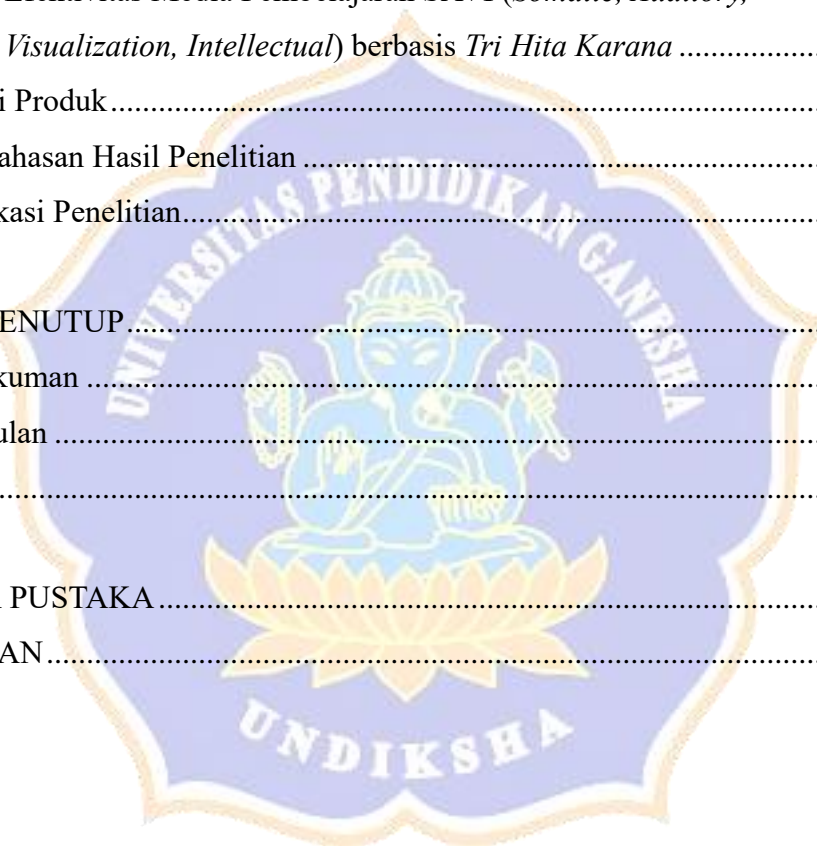 Visualization, Intellectual) berbasis Tri Hita Karana ....................
i Produk....................................................................................
ahasan Hasil Penelitian ............................................................
kasi Penelitian..........................................................................
ENUTUP..................................................................................
kuman .....................................................................................
ulan .........................................................................................
................................................................................................
PUSTAKA ..............................................................................
AN............................................................................................
UNIVERSITAS PENDIDIKAN GANESHA
UNDIKSHA